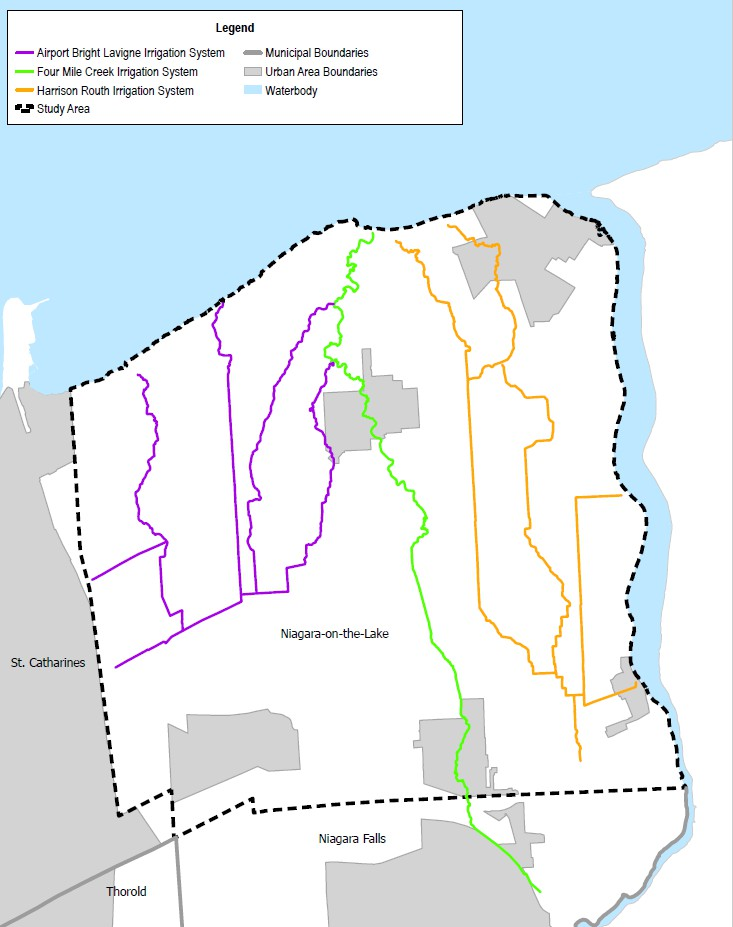 Legend
Airport Bright Lavigne Irrigation System
Four Mile Creek Irrigation System
Harrison Routh Irrigation System
Study Area
Municipal Boundaries
Urban Area Boundaries
Waterbody
Niagara-on-the-Lake
St. Catharines
Niagara Falls
Thorold